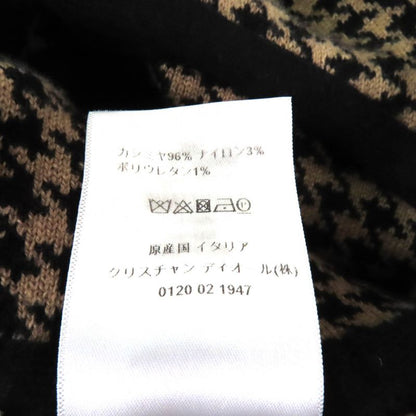 カシミヤ96% ナイロン3%
ポリウレタン1%
原産国 イタリア
クリスチャン ディオール(株)
0120 02 1947